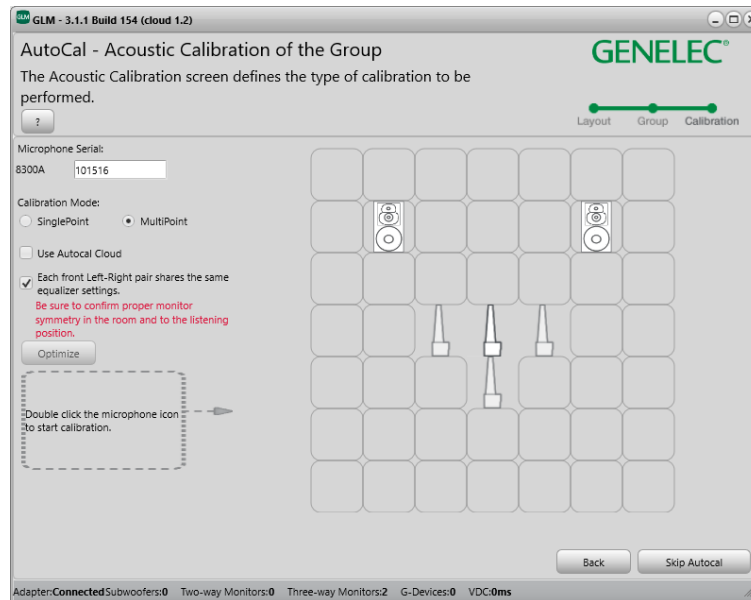 GLM - 3.1.1 Build 154 (cloud 1.2)
AutoCal - Acoustic Calibration of the Group
The Acoustic Calibration screen defines the type of calibration to be
performed.
?
GENELEC®
Layout Group Calibration
Microphone Serial:
8300A 101516
Calibration Mode:
SinglePoint MultiPoint
Use Autocal Cloud
Each front Left-Right pair shares the same
equalizer settings.
Be sure to confirm proper monitor
symmetry in the room and to the listening
position.
Optimize
Double click the microphone icon
to start calibration.
Back Skip Autocal
Adapter:Connected Subwoofers:0 Two-way Monitors:0 Three-way Monitors:2 G-Devices:0 VDC:0ms